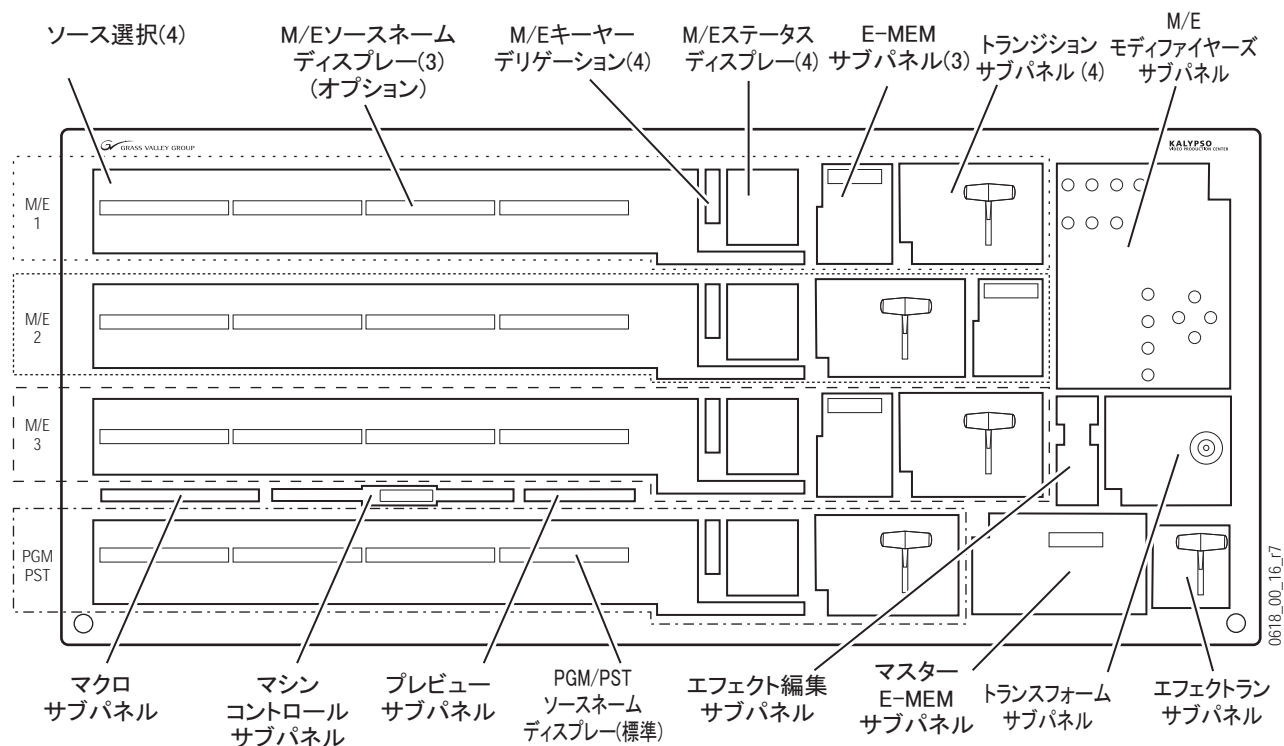 ソース選択(4)
M/Eソースネーム
ディスプレー(3)
(オプション)
M/Eキーヤー
デリゲーション(4)
M/Eステータス
ディスプレー(4)
E-MEM
サブパネル(3)
トランジション
サブパネル (4)
M/E
モディファイヤーズ
サブパネル
GRASS VALLEY GROUP
KALYPSO
VIDEO PRODUCTION CENTER
M/E
1
M/E
2
M/E
3
PGM
PST
0618_00_16_r7
マクロ
サブパネル
マシン
コントロール
サブパネル
プレビュー
サブパネル
PGM/PST
ソースネーム
ディスプレー(標準)
エフェクト編集
サブパネル
マスター
E-MEM
サブパネル
トランスフォーム
サブパネル
エフェクトラン
サブパネル